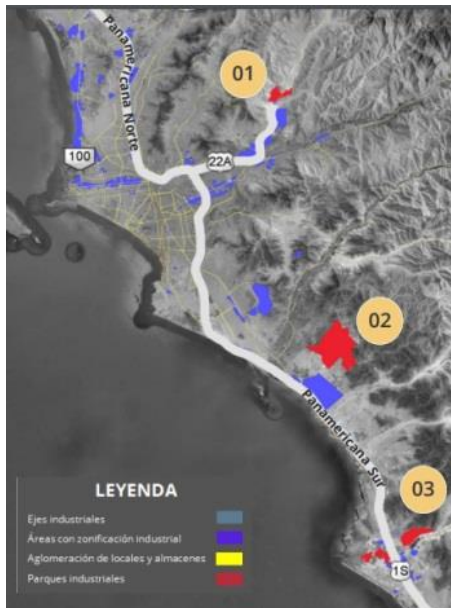 Panamericana Norte
01
100
22A
02
Panamericana Sur
03
1S
LEYENDA
Ejes industriales
Áreas con zonificación industrial
Aglomeración de locales y almacenes
Parques industriales